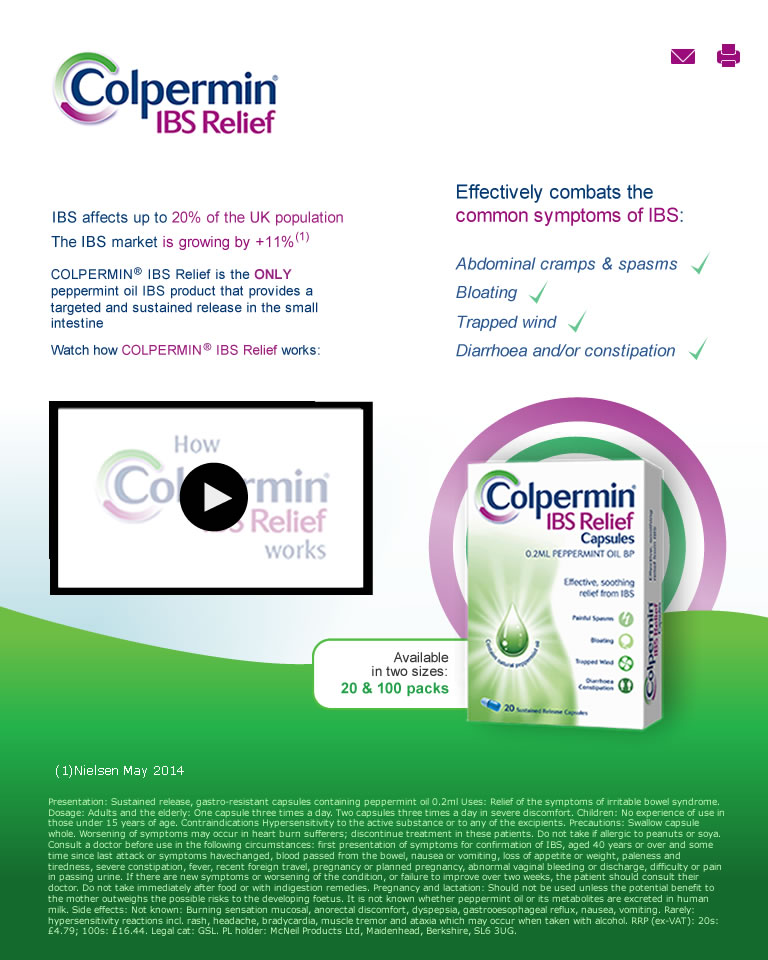 Colpermin®
IBS Relief
IBS affects up to 20% of the UK population
The IBS market is growing by +11%(1)
COLPERMIN® IBS Relief is the ONLY
peppermint oil IBS product that provides a
targeted and sustained release in the small
intestine
Watch how COLPERMIN® IBS Relief works:
Effectively combats the
common symptoms of IBS:
Abdominal cramps & spasms
Bloating
Trapped wind
Diarrhoea and/or constipation
How
Colpermin
IBS Relief
works
Colpermin®
IBS Relief
Capsules
0.2ML PEPPERMINT OIL BP
Effective, soothing
relief from IBS
Painful Spasms
Bloating
Trapped Wind
Diarrhoea
Constipation
Contains natural peppermint oil
20 Sustained Release Capsules
Colpermin
IBS Relief
Capsules
Available
in two sizes:
20 & 100 packs
(1)Nielsen May 2014
Presentation: Sustained release, gastro-resistant capsules containing peppermint oil 0.2ml Uses: Relief of the symptoms of irritable bowel syndrome.
Dosage: Adults and the elderly: One capsule three times a day. Two capsules three times a day in severe discomfort. Children: No experience of use in
those under 15 years of age. Contraindications Hypersensitivity to the active substance or to any of the excipients. Precautions: Swallow capsule
whole. Worsening of symptoms may occur in heart burn sufferers; discontinue treatment in these patients. Do not take if allergic to peanuts or soya.
Consult a doctor before use in the following circumstances: first presentation of symptoms for confirmation of IBS, aged 40 years or over and some
time since last attack or symptoms havechanged, blood passed from the bowel, nausea or vomiting, loss of appetite or weight, paleness and
tiredness, severe constipation, fever, recent foreign travel, pregnancy or planned pregnancy, abnormal vaginal bleeding or discharge, difficulty or pain
in passing urine. If there are new symptoms or worsening of the condition, or failure to improve over two weeks, the patient should consult their
doctor. Do not take immediately after food or with indigestion remedies. Pregnancy and lactation: Should not be used unless the potential benefit to
the mother outweighs the possible risks to the developing foetus. It is not known whether peppermint oil or its metabolites are excreted in human
milk. Side effects: Not known: Burning sensation mucosal, anorectal discomfort, dyspepsia, gastrooesophageal reflux, nausea, vomiting. Rarely:
hypersensitivity reactions incl. rash, headache, bradycardia, muscle tremor and ataxia which may occur when taken with alcohol. RRP (ex-VAT): 20s:
£4.79; 100s: £16.44. Legal cat: GSL. PL holder: McNeil Products Ltd, Maidenhead, Berkshire, SL6 3UG.